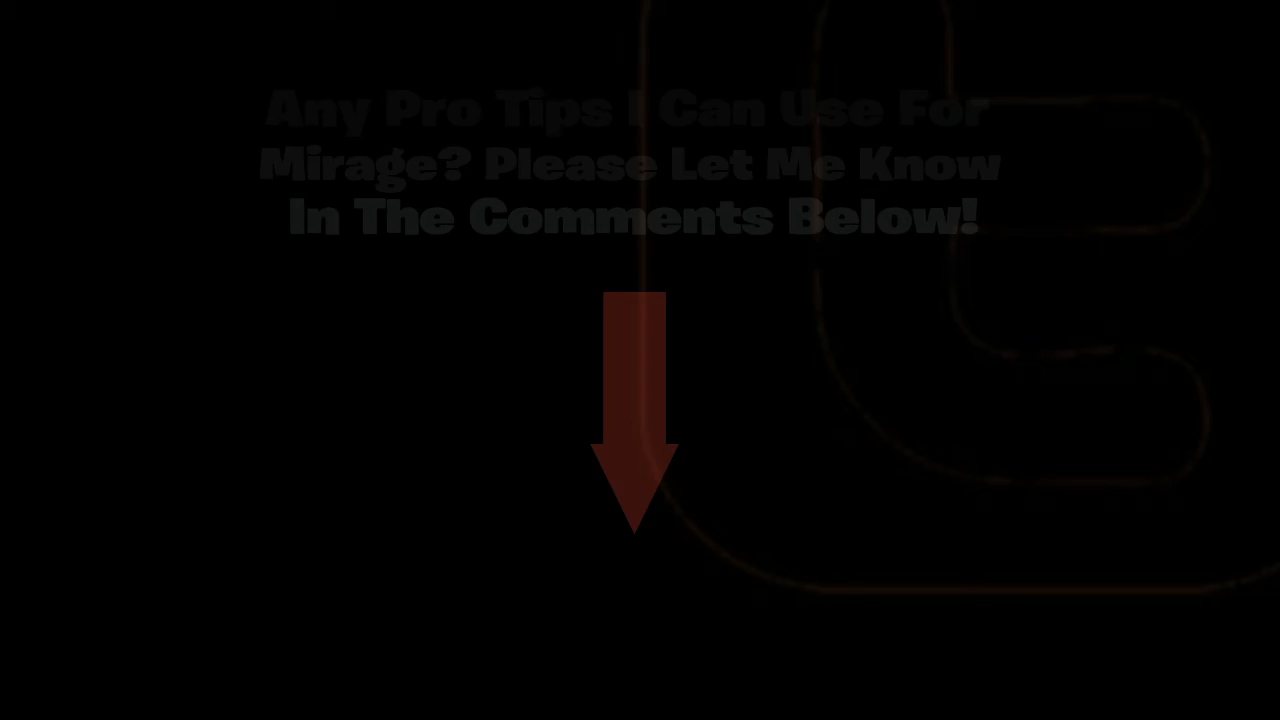 Any Pro Tips I Can Use For
Mirage? Please Let Me Know
In The Comments Below!